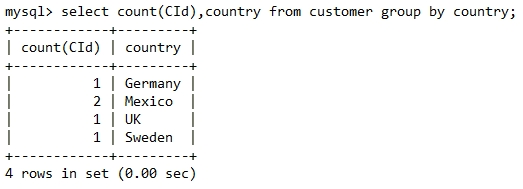 mysql> select count(CId),country from customer group by country;
+------------+---------+
| count(CId) | country |
+------------+---------+
|          1 | Germany |
|          2 | Mexico  |
|          1 | UK      |
|          1 | Sweden  |
+------------+---------+
4 rows in set (0.00 sec)